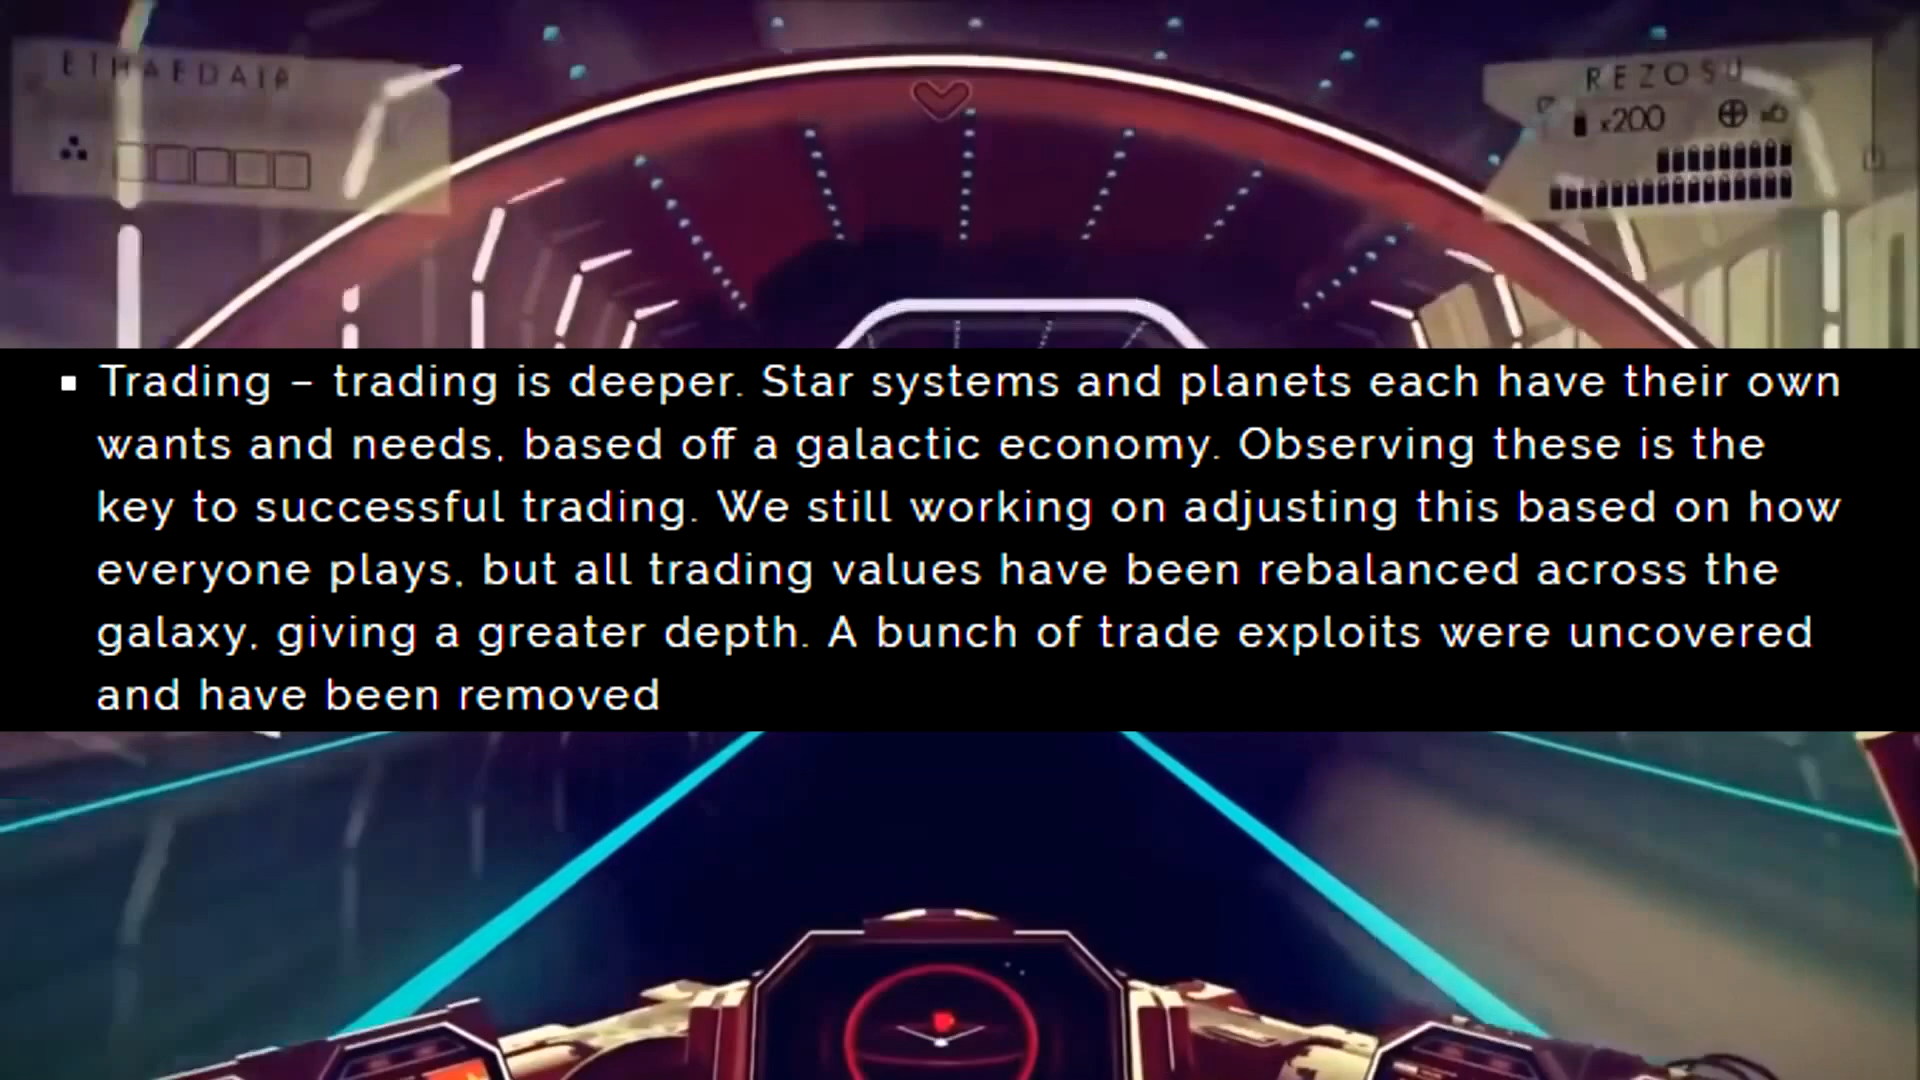 ETHAEDAIR
REZOSU
x200
x6
▪ Trading – trading is deeper. Star systems and planets each have their own
wants and needs, based off a galactic economy. Observing these is the
key to successful trading. We still working on adjusting this based on how
everyone plays, but all trading values have been rebalanced across the
galaxy, giving a greater depth. A bunch of trade exploits were uncovered
and have been removed